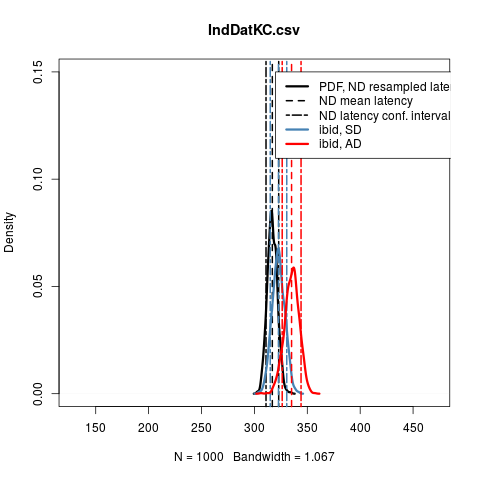 IndDatKC.csv
Density
0.15
0.10
0.05
0.00
PDF, ND resampled
ND mean latency
ND latency conf. interval
ibid, SD
ibid, AD
150 200 250 300 350 400 450
N = 1000 Bandwidth = 1.067